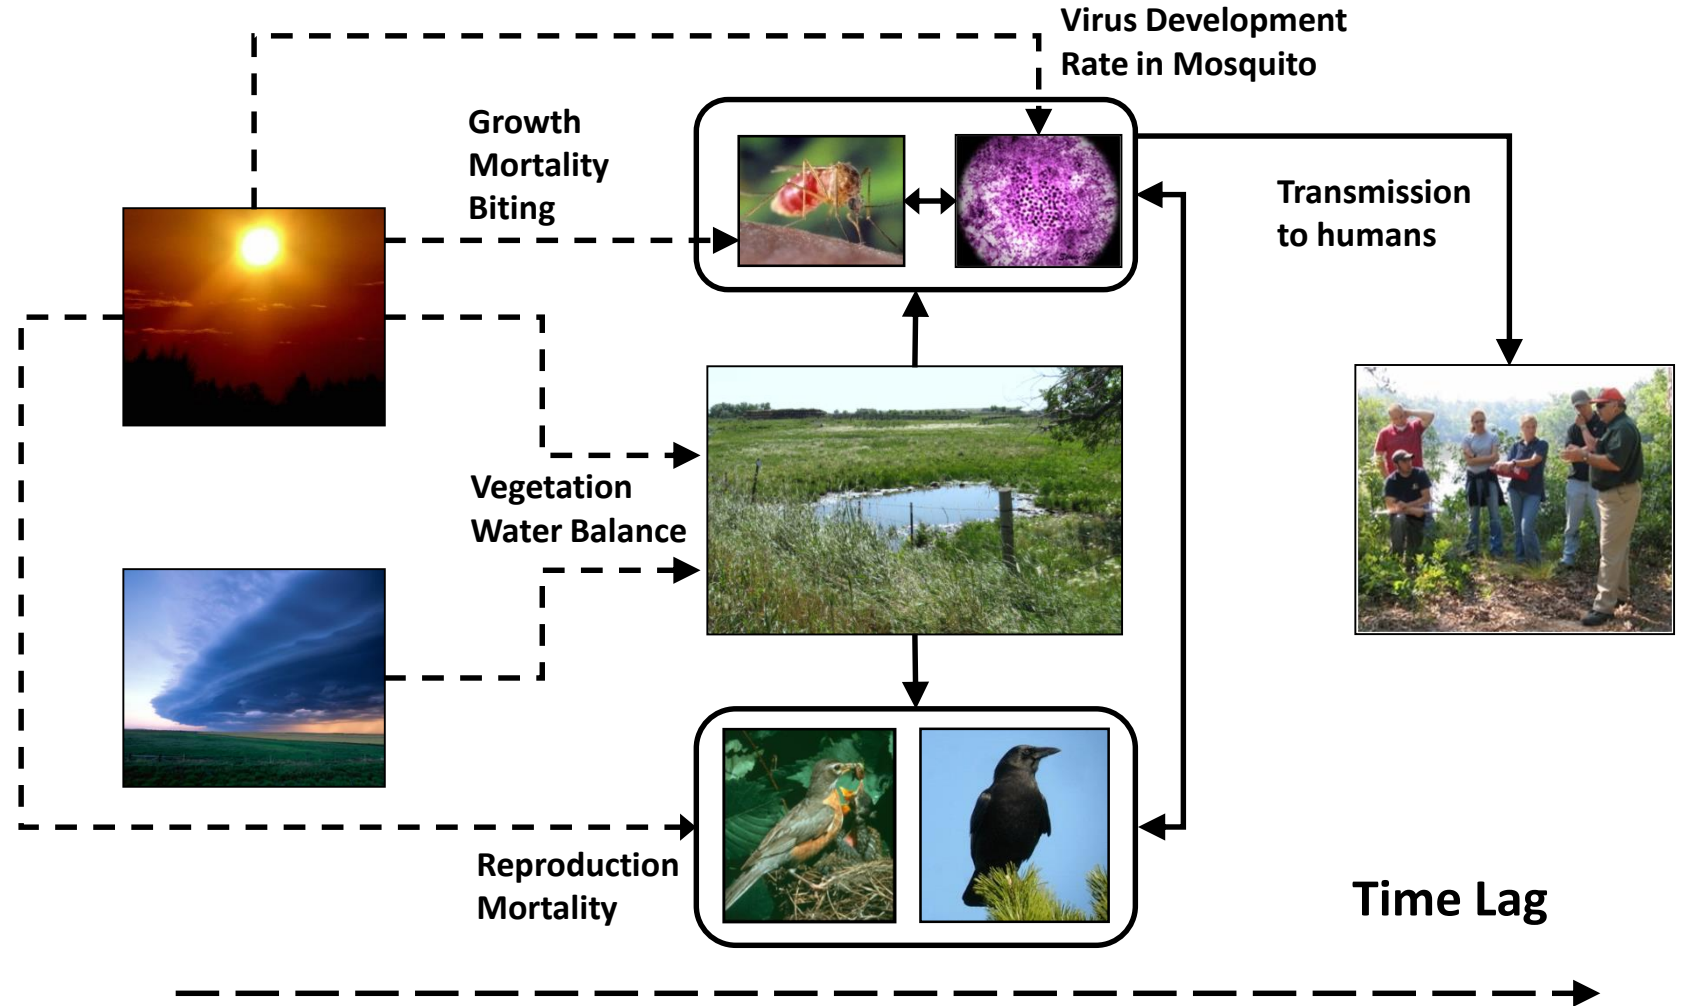 Virus Development
Rate in Mosquito
Growth
Mortality
Biting
Transmission
to humans
Vegetation
Water Balance
Reproduction
Mortality
Time Lag